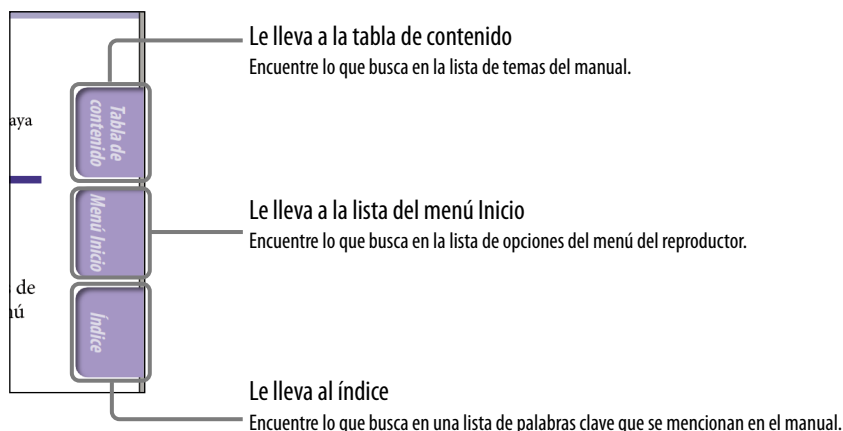 Le lleva a la tabla de contenido
Encuentre lo que busca en la lista de temas del manual.
aya
Tabla de
contenido
Menú Inicio
Le lleva a la lista del menú Inicio
Encuentre lo que busca en la lista de opciones del menú del reproductor.
de
nú
Índice
Le lleva al índice
Encuentre lo que busca en una lista de palabras clave que se mencionan en el manual.